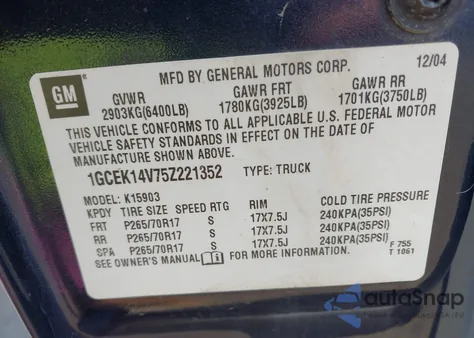 GM
MFD BY GENERAL MOTORS CORP. 12/04
GVWR GAWR FRT GAWR RR
2903KG(6400LB) 1780KG(3925LB) 1701KG(3750LB)
THIS VEHICLE CONFORMS TO ALL APPLICABLE U.S. FEDERAL MOTOR
VEHICLE SAFETY STANDARDS IN EFFECT ON THE DATE OF
MANUFACTURE SHOWN ABOVE.
1GCEK14V75Z221352 TYPE: TRUCK
MODEL: K15903
KPDY TIRE SIZE SPEED RTG RIM COLD TIRE PRESSURE
FRT P265/70R17 S 17X7.5J 240KPA(35PSI)
RR P265/70R17 S 17X7.5J 240KPA(35PSI)
SPA P265/70R17 S 17X7.5J 240KPA(35PSI)
SEE OWNER'S MANUAL FOR MORE INFORMATION.
F 755
T 1061
autaSnap
www.autasnap.eu